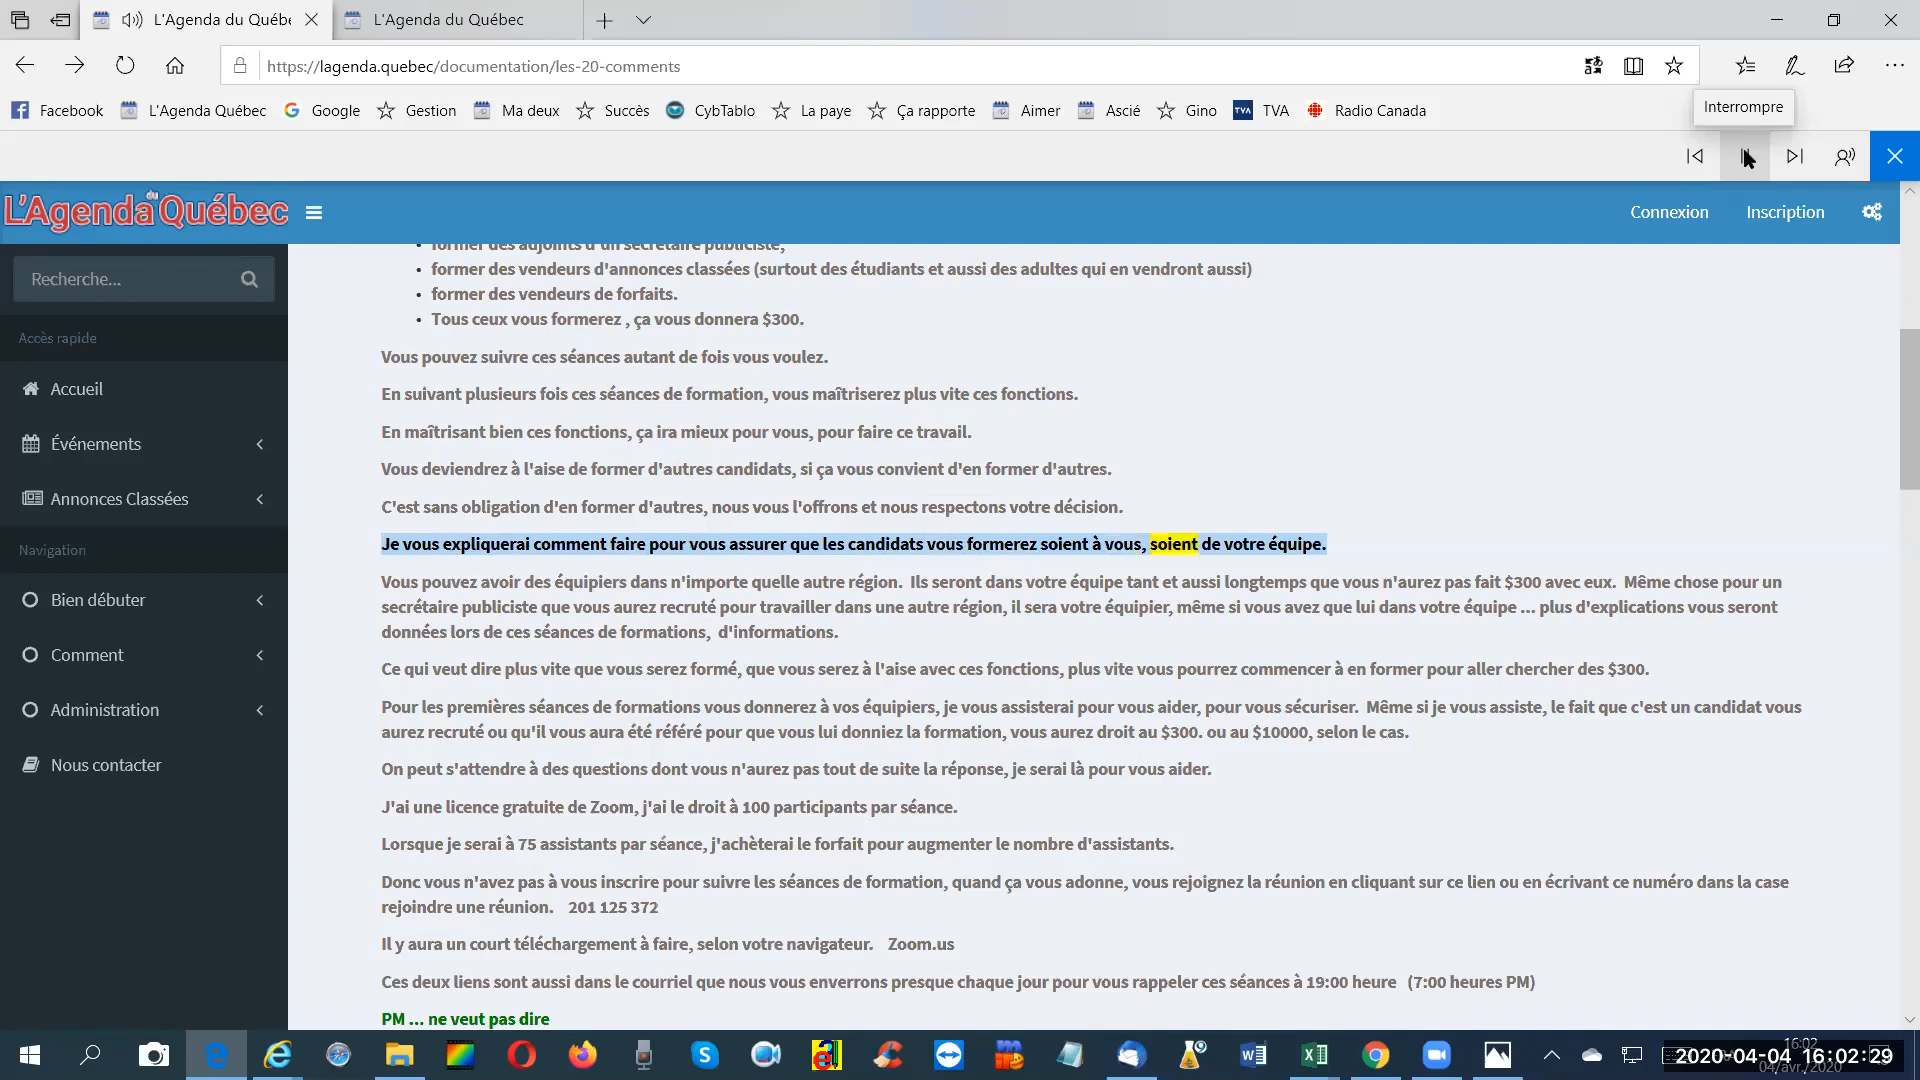 L'Agenda du Québe
L'Agenda du Québec
https://lagenda.quebec/documentation/les-20-comments
Facebook
L'Agenda Québec
Google
Gestion
Ma deux
Succès
CybTablo
La paye
Ça rapporte
Aimer
Ascié
Gino
TVA
TVA
Radio Canada
Interrompre
L'Agenda du Québec
Connexion
Inscription
Recherche...
Accès rapide
Accueil
Événements
Annonces Classées
Navigation
Bien débuter
Comment
Administration
Nous contacter
former des adjoints d'un secrétaire publiciste,
former des vendeurs d'annonces classées (surtout des étudiants et aussi des adultes qui en vendront aussi)
former des vendeurs de forfaits.
Tous ceux vous formerez , ça vous donnera $300.
Vous pouvez suivre ces séances autant de fois vous voulez.
En suivant plusieurs fois ces séances de formation, vous maîtriserez plus vite ces fonctions.
En maîtrisant bien ces fonctions, ça ira mieux pour vous, pour faire ce travail.
Vous deviendrez à l'aise de former d'autres candidats, si ça vous convient d'en former d'autres.
C'est sans obligation d'en former d'autres, nous vous l'offrons et nous respectons votre décision.
Je vous expliquerai comment faire pour vous assurer que les candidats vous formerez soient à vous, soient de votre équipe.
Vous pouvez avoir des équipiers dans n'importe quelle autre région. Ils seront dans votre équipe tant et aussi longtemps que vous n'aurez pas fait $300 avec eux. Même chose pour un
secrétaire publiciste que vous aurez recruté pour travailler dans une autre région, il sera votre équipier, même si vous avez que lui dans votre équipe ... plus d'explications vous seront
données lors de ces séances de formations, d'informations.
Ce qui veut dire plus vite que vous serez formé, que vous serez à l'aise avec ces fonctions, plus vite vous pourrez commencer à en former pour aller chercher des $300.
Pour les premières séances de formations vous donnerez à vos équipiers, je vous assisterai pour vous aider, pour vous sécuriser. Même si je vous assiste, le fait que c'est un candidat vous
aurez recruté ou qu'il vous aura été référé pour que vous lui donniez la formation, vous aurez droit au $300. ou au $10000, selon le cas.
On peut s'attendre à des questions dont vous n'aurez pas tout de suite la réponse, je serai là pour vous aider.
J'ai une licence gratuite de Zoom, j'ai le droit à 100 participants par séance.
Lorsque je serai à 75 assistants par séance, j'achèterai le forfait pour augmenter le nombre d'assistants.
Donc vous n'avez pas à vous inscrire pour suivre les séances de formation, quand ça vous adonne, vous rejoignez la réunion en cliquant sur ce lien ou en écrivant ce numéro dans la case
rejoindre une réunion. 201 125 372
Il y aura un court téléchargement à faire, selon votre navigateur. Zoom.us
Ces deux liens sont aussi dans le courriel que nous vous enverrons presque chaque jour pour vous rappeler ces séances à 19:00 heure (7:00 heures PM)
PM ... ne veut pas dire
16:02
2020-04-04 16:02:29
04/avr./2020